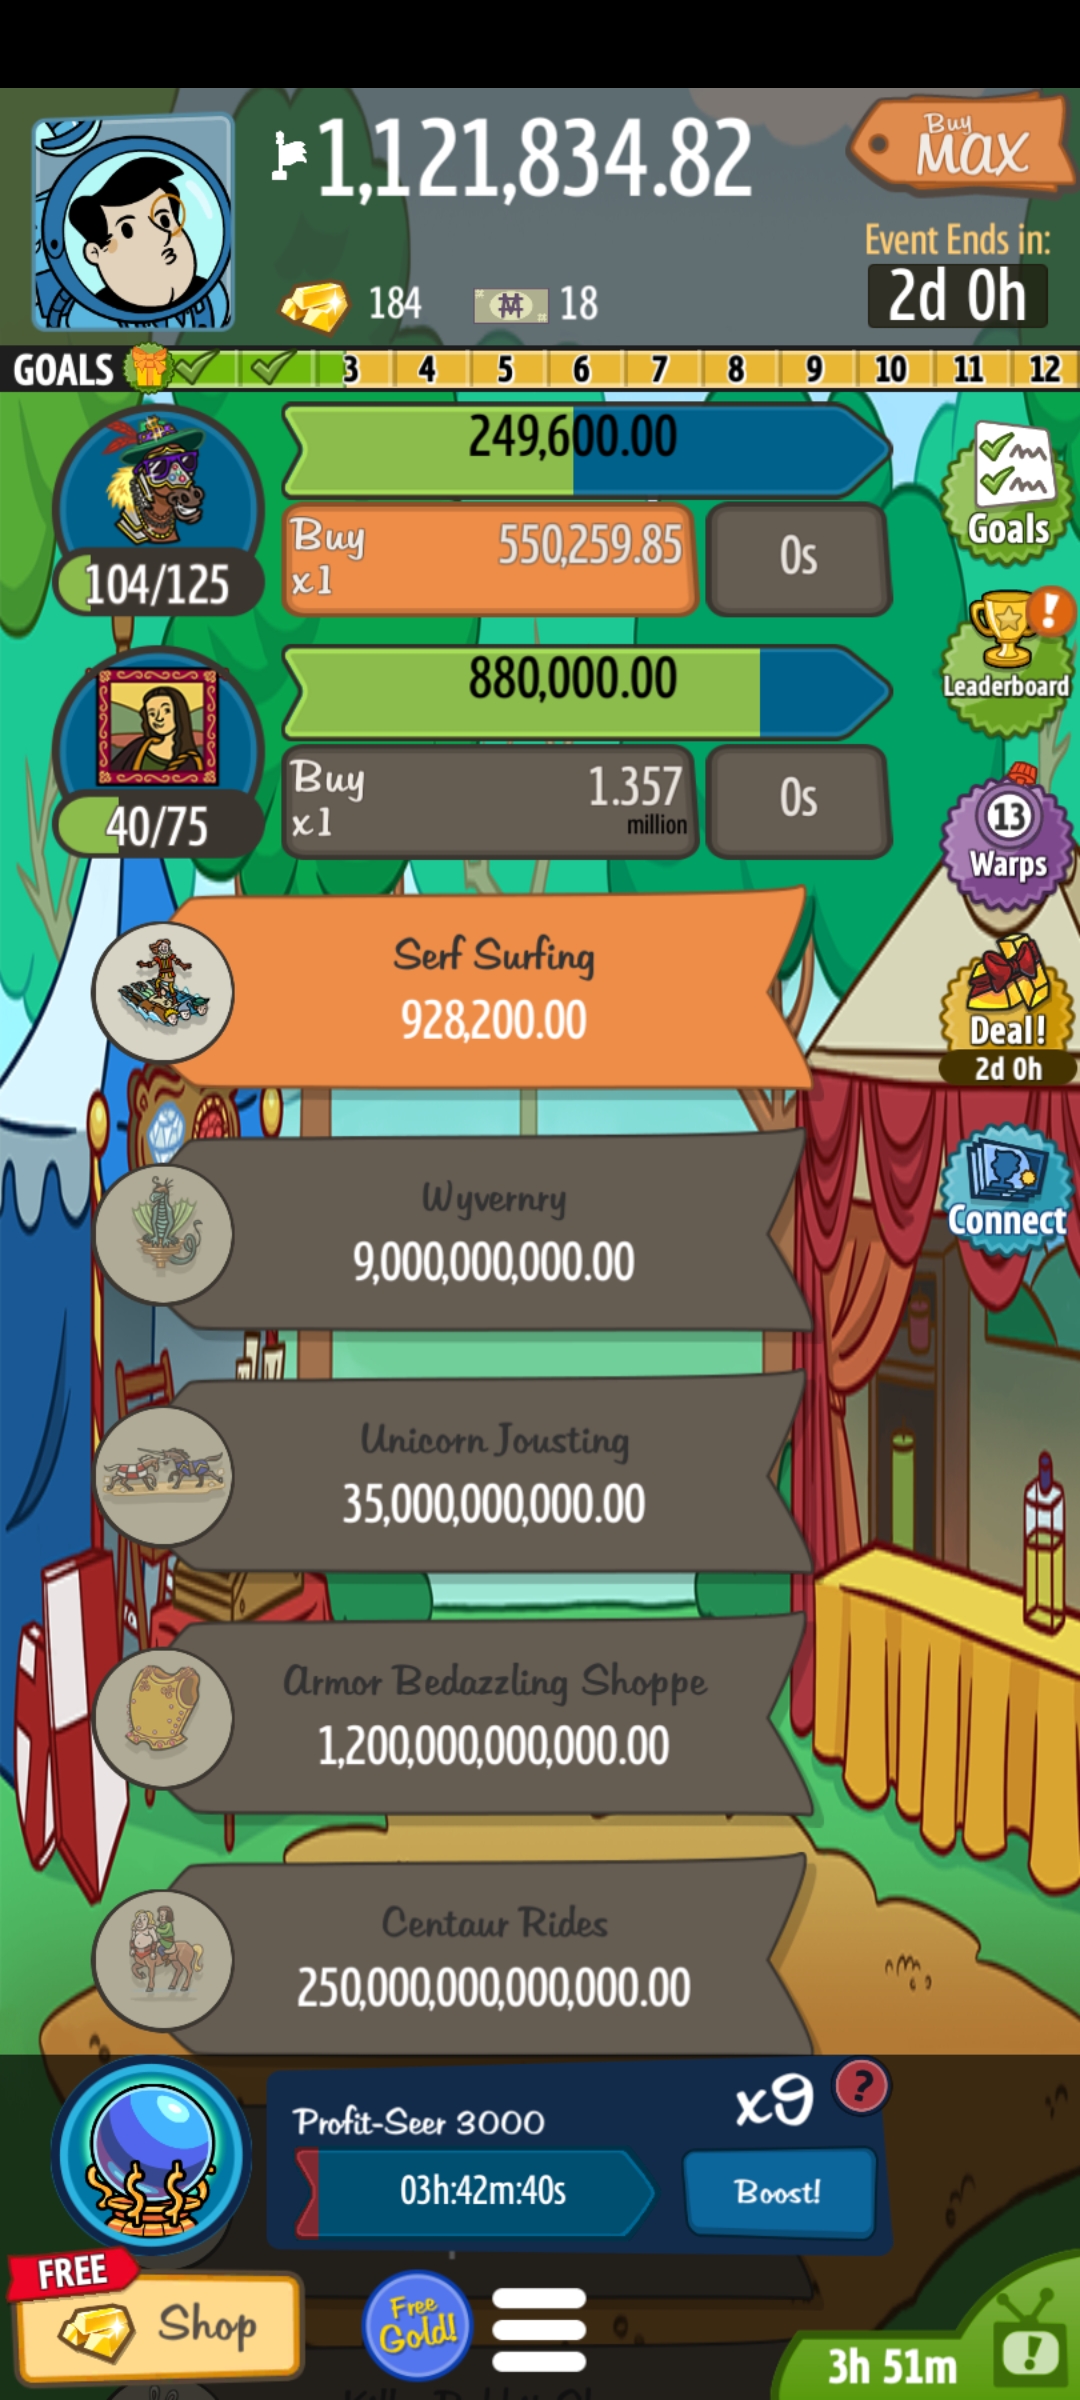 1,121,834.82
Buy
MAX
Event Ends in:
2d 0h
184
18
GOALS 3 4 5 6 7 8 9 10 11 12
249,600.00
Buy
x1
550,259.85
0s
104/125
Goals
880,000.00
Leaderboard
Buy
x1
1.357
million
0s
40/75
13
Warps
Serf Surfing
928,200.00
Deal!
2d 0h
Wyvernry
9,000,000,000.00
Connect
Unicorn Jousting
35,000,000,000.00
Armor Bedazzling Shoppe
1,200,000,000,000.00
Centaur Rides
250,000,000,000,000.00
Profit-Seer 3000
x9
?
03h:42m:40s
Boost!
FREE
Shop
Free
Gold!
3h 51m